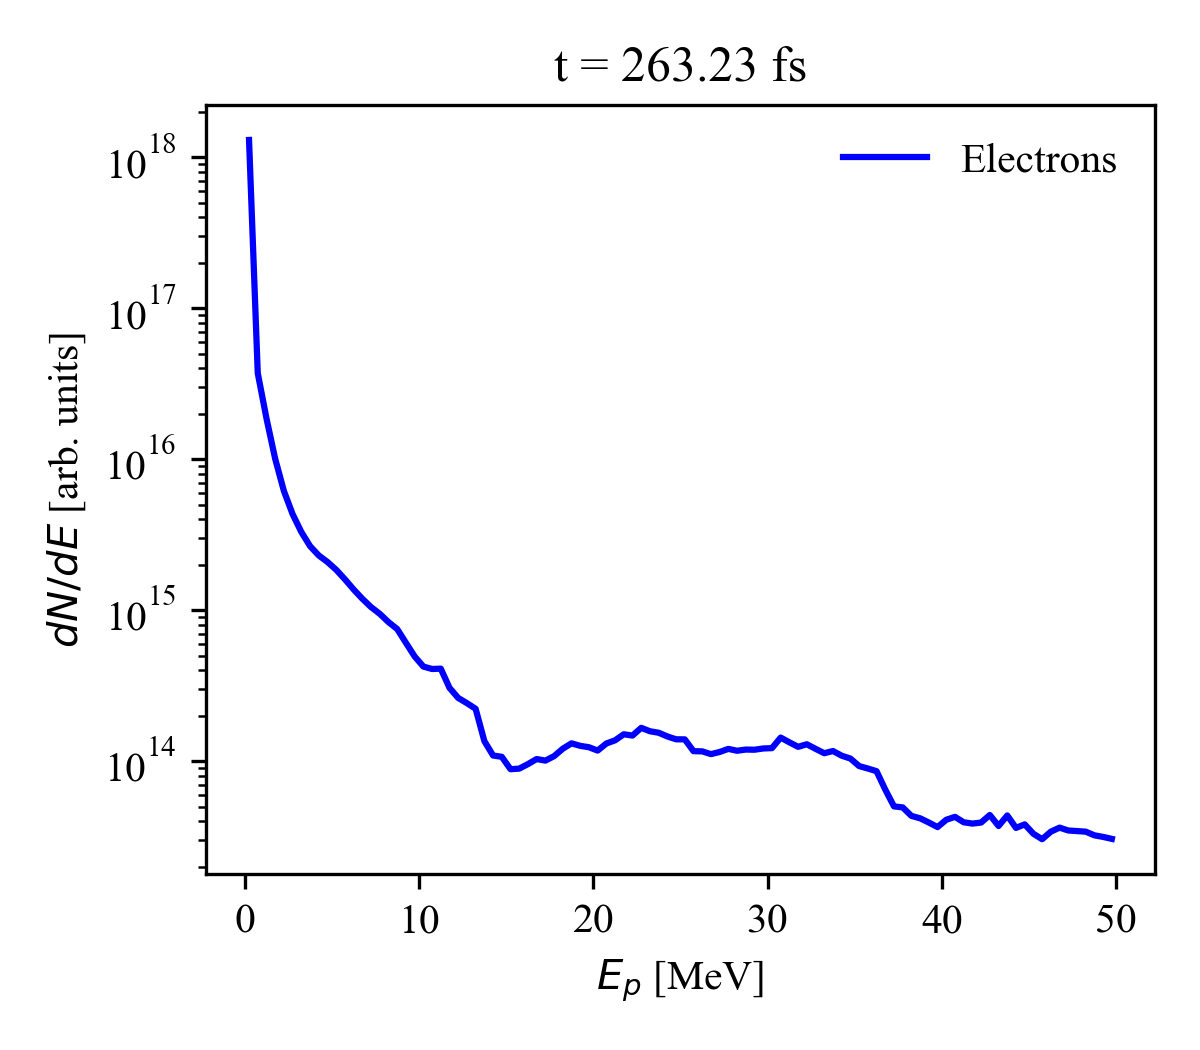 t = 263.23 fs
10^18
10^17
10^16
10^15
10^14
dN/dE [arb. units]
Electrons
0 10 20 30 40 50
E_p [MeV]